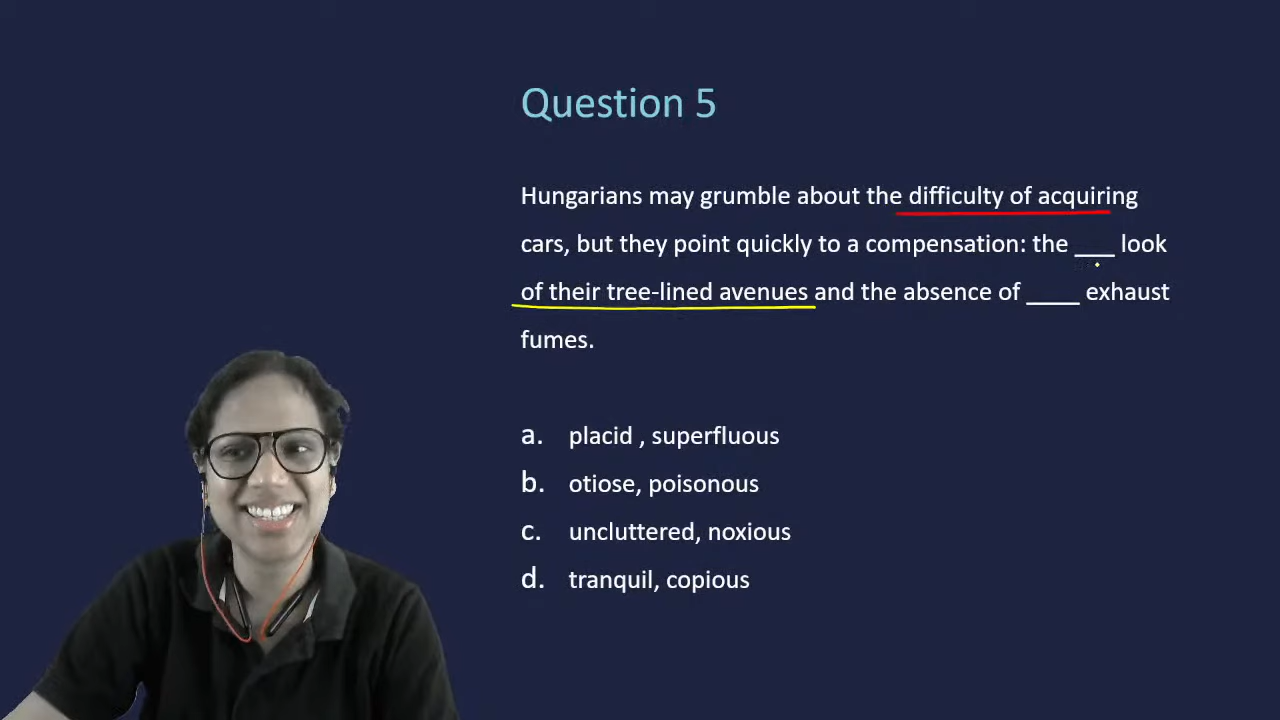 Question 5
Hungarians may grumble about the difficulty of acquiring
cars, but they point quickly to a compensation: the ___ look
of their tree-lined avenues and the absence of ____ exhaust
fumes.
a. placid , superfluous
b. otiose, poisonous
c. uncluttered, noxious
d. tranquil, copious